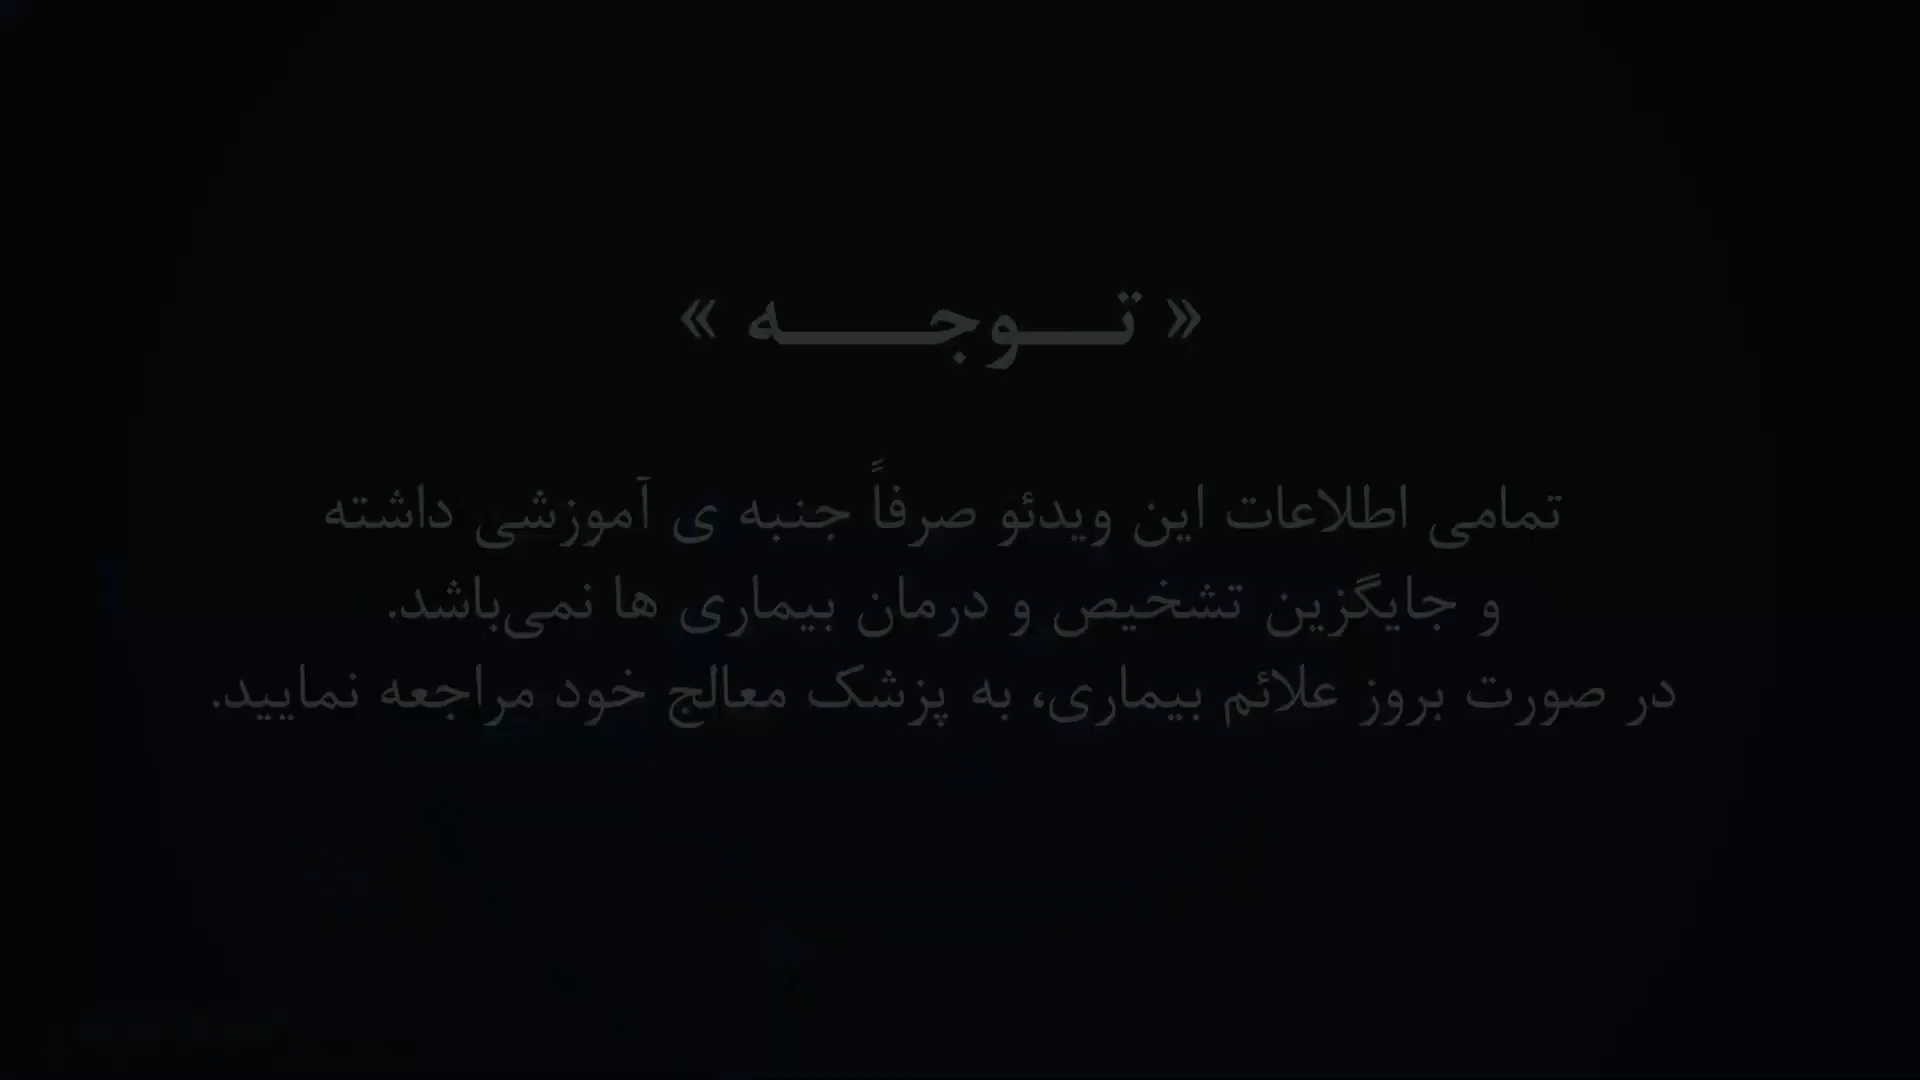 « تـــوجـــه »
تمامی اطلاعات این ویدئو صرفاً جنبه ی آموزشی داشته
و جایگزین تشخیص و درمان بیماری ها نمی‌باشد.
در صورت بروز علائم بیماری، به پزشک معالج خود مراجعه نمایید.